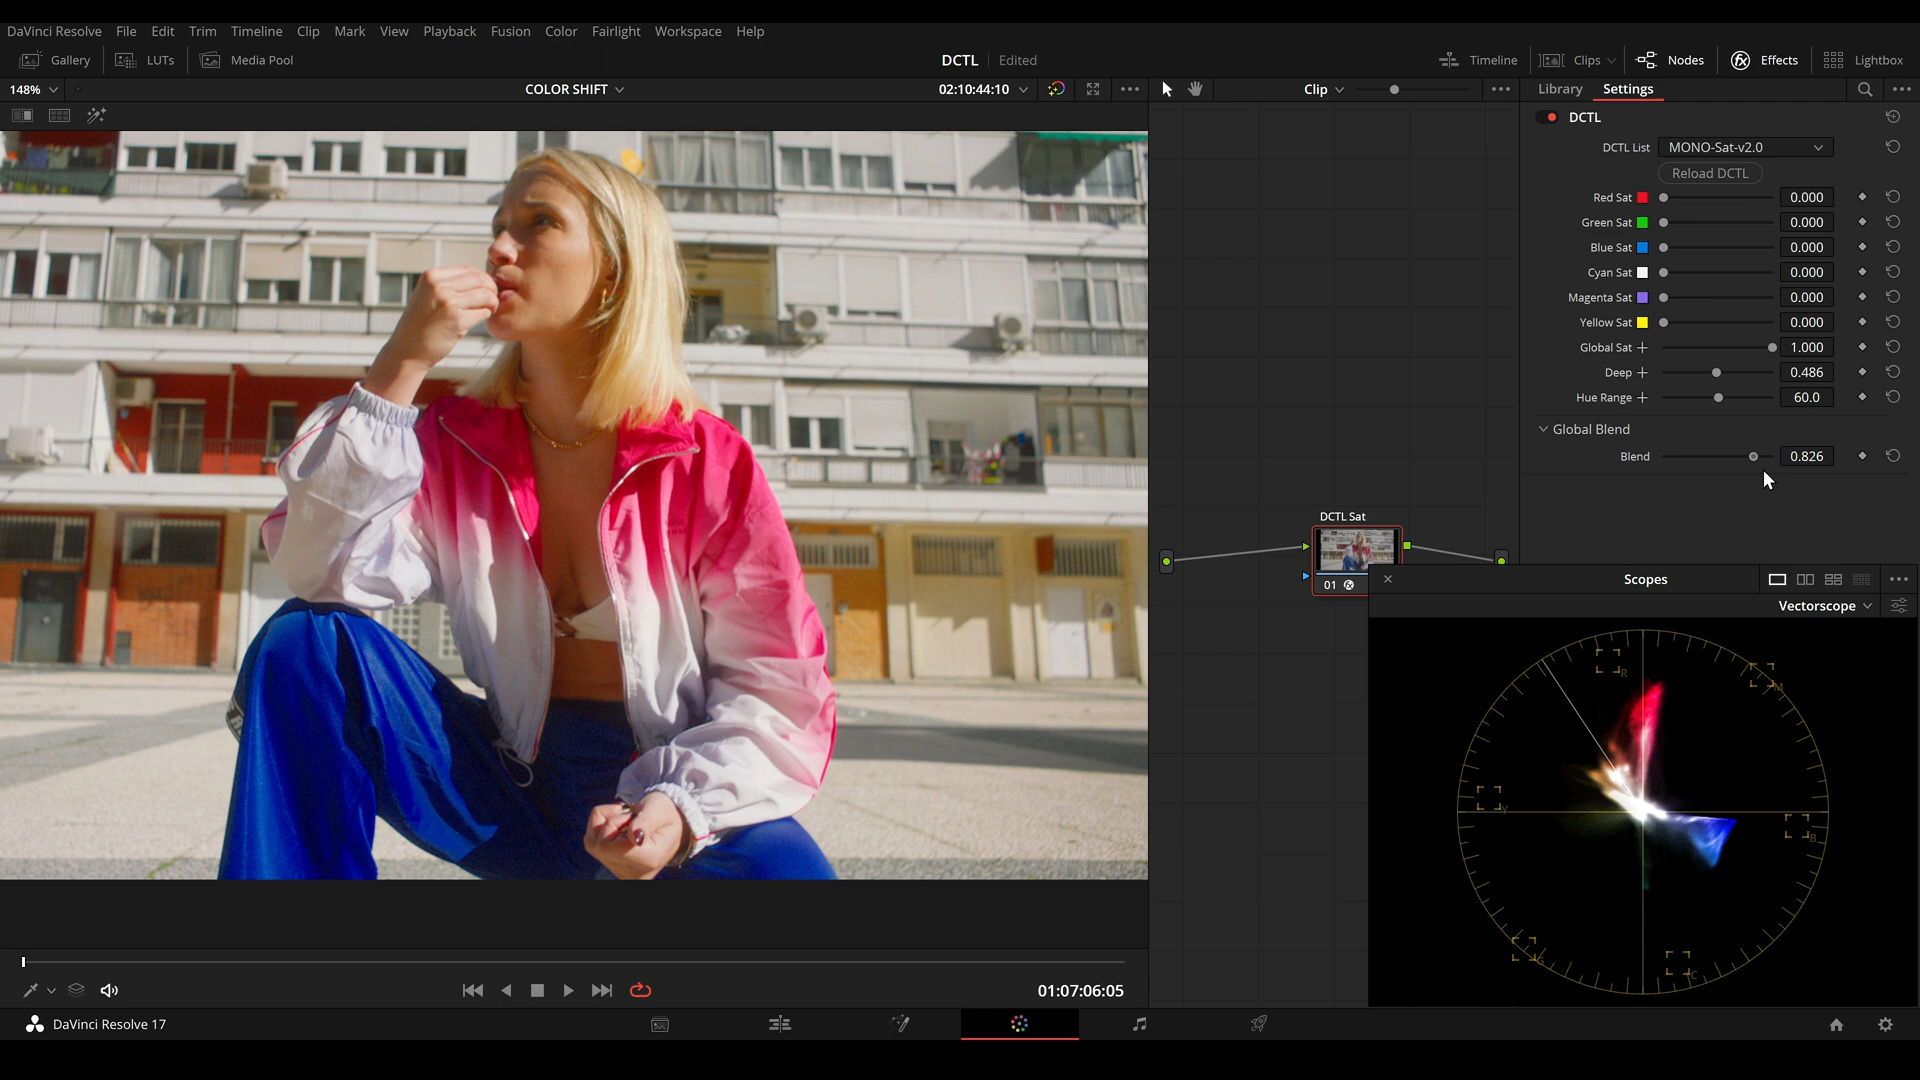 DaVinci Resolve File Edit Trim Timeline Clip Mark View Playback Fusion Color Fairlight Workspace Help
Gallery LUTs Media Pool DCTL Edited Timeline Clips Nodes Effects Lightbox
148% COLOR SHIFT 02:10:44:10 Clip Library Settings
DCTL
DCTL List MONO-Sat-v2.0
Reload DCTL
Red Sat 0.000
Green Sat 0.000
Blue Sat 0.000
Cyan Sat 0.000
Magenta Sat 0.000
Yellow Sat 0.000
Global Sat 1.000
Deep 0.486
Hue Range 60.0
Global Blend
Blend 0.826
DCTL Sat
01 fx
Scopes
Vectorscope
R
M
Y
B
G
C
01:07:06:05
DaVinci Resolve 17